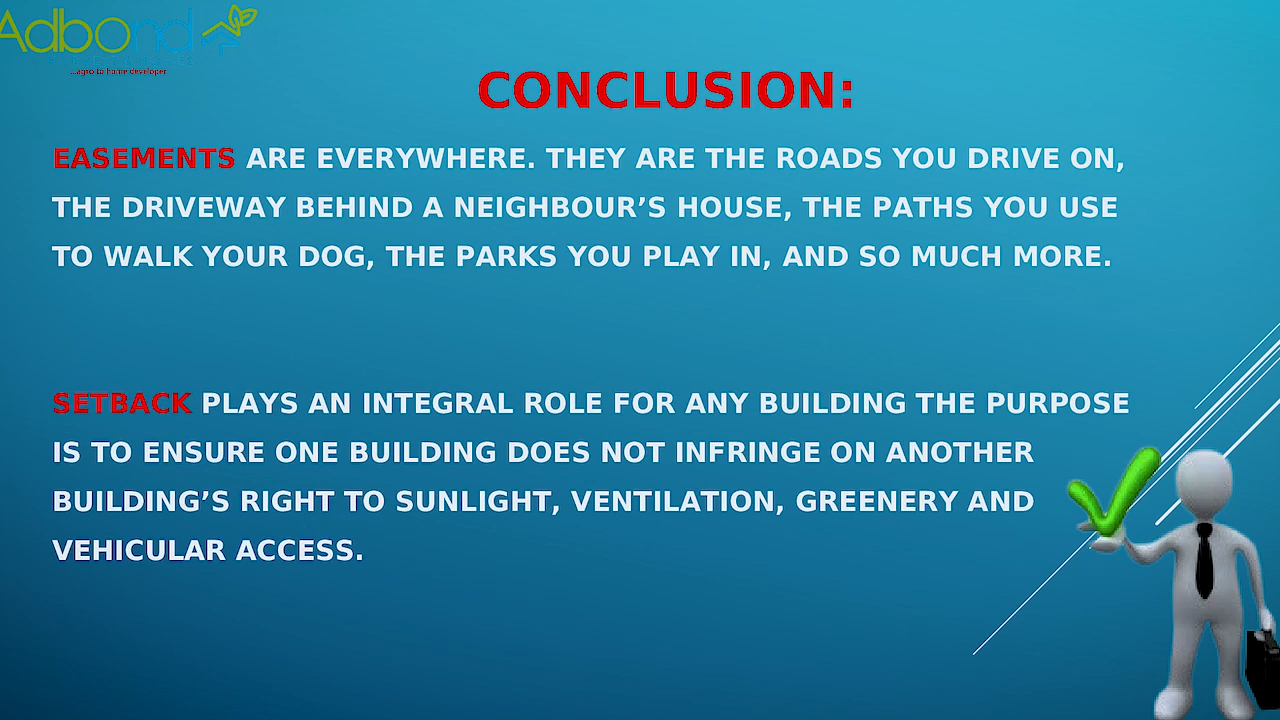 Adbond
...agro to home developer
CONCLUSION:
EASEMENTS ARE EVERYWHERE. THEY ARE THE ROADS YOU DRIVE ON,
THE DRIVEWAY BEHIND A NEIGHBOUR’S HOUSE, THE PATHS YOU USE
TO WALK YOUR DOG, THE PARKS YOU PLAY IN, AND SO MUCH MORE.
SETBACK PLAYS AN INTEGRAL ROLE FOR ANY BUILDING THE PURPOSE
IS TO ENSURE ONE BUILDING DOES NOT INFRINGE ON ANOTHER
BUILDING’S RIGHT TO SUNLIGHT, VENTILATION, GREENERY AND
VEHICULAR ACCESS.